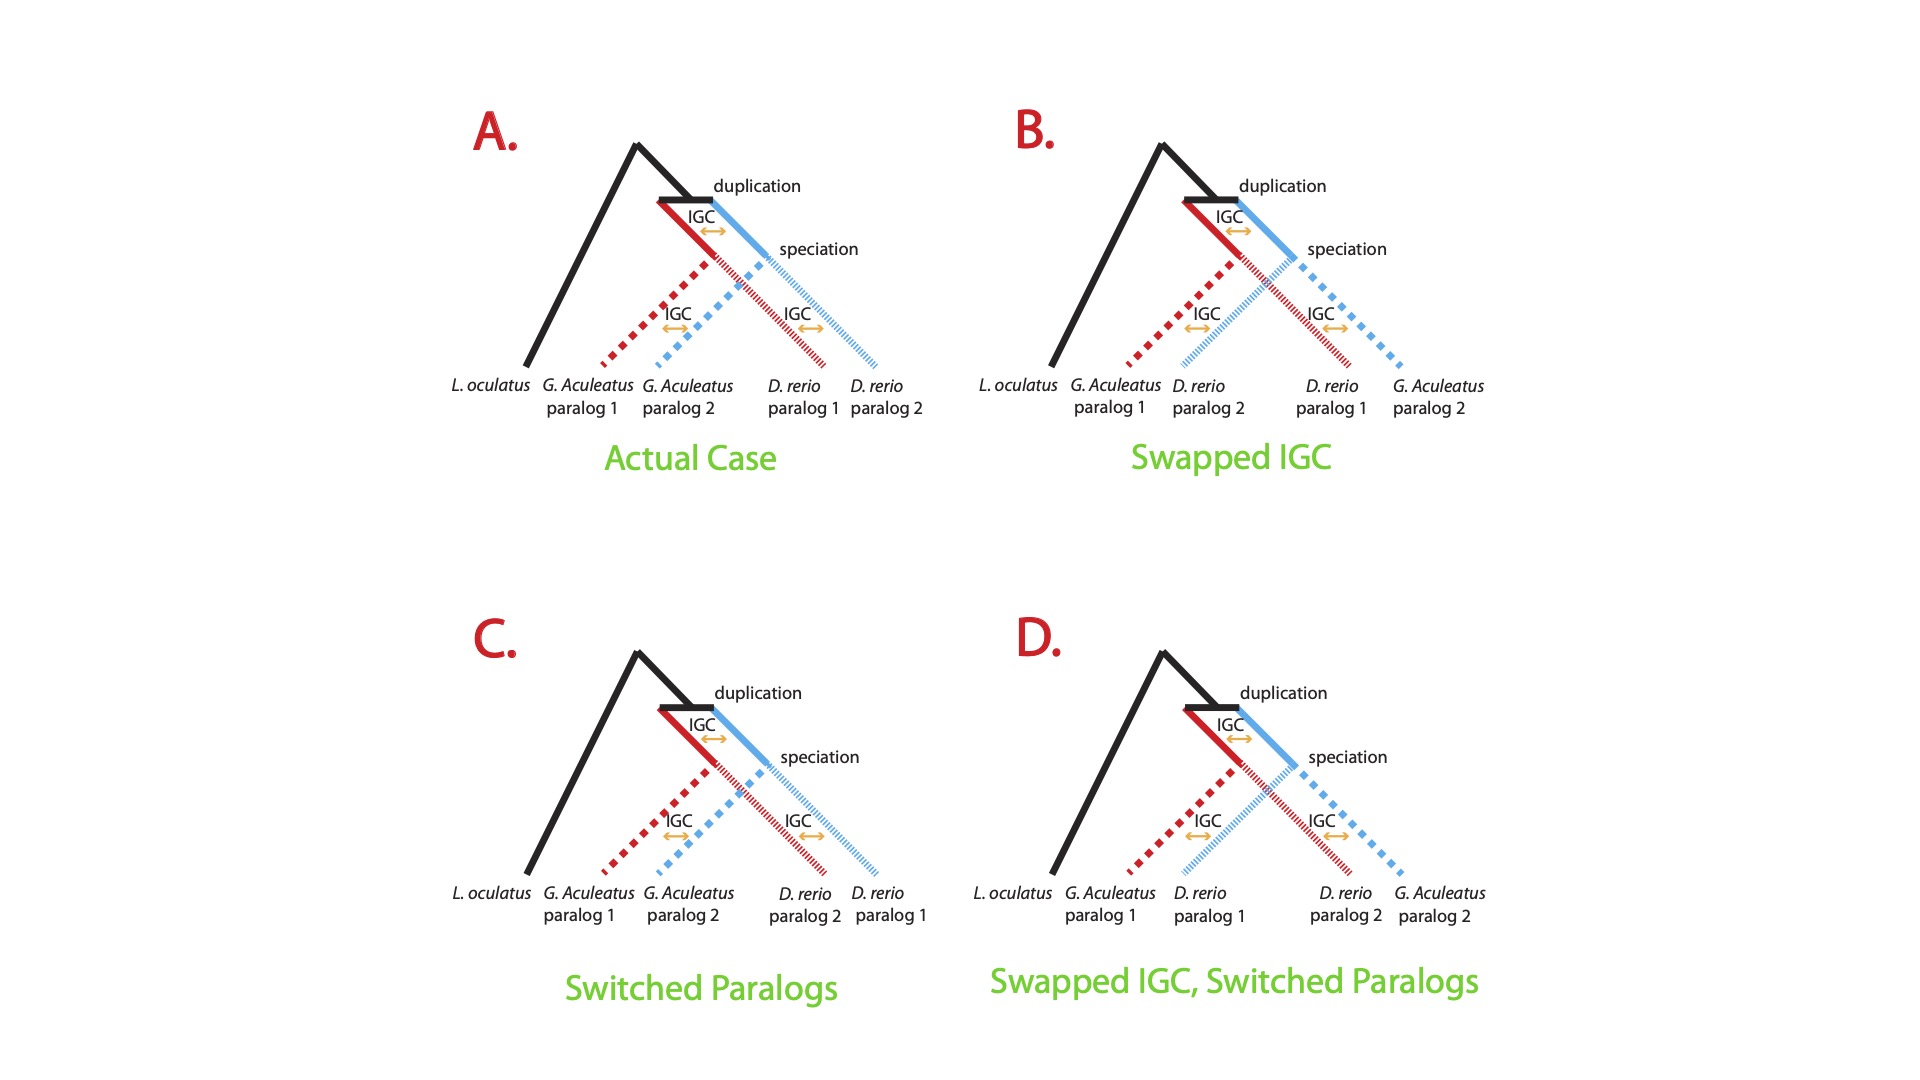 A.
duplication
IGC
speciation
IGC
IGC
L. oculatus G. Aculeatus G. Aculeatus D. rerio D. rerio
paralog 1 paralog 2 paralog 1 paralog 2
Actual Case
B.
duplication
IGC
speciation
IGC
IGC
L. oculatus G. Aculeatus D. rerio D. rerio G. Aculeatus
paralog 1 paralog 2 paralog 1 paralog 2
Swapped IGC
C.
duplication
IGC
speciation
IGC
IGC
L. oculatus G. Aculeatus G. Aculeatus D. rerio D. rerio
paralog 1 paralog 2 paralog 2 paralog 1
Switched Paralogs
D.
duplication
IGC
speciation
IGC
IGC
L. oculatus G. Aculeatus D. rerio D. rerio G. Aculeatus
paralog 1 paralog 1 paralog 2 paralog 2
Swapped IGC, Switched Paralogs